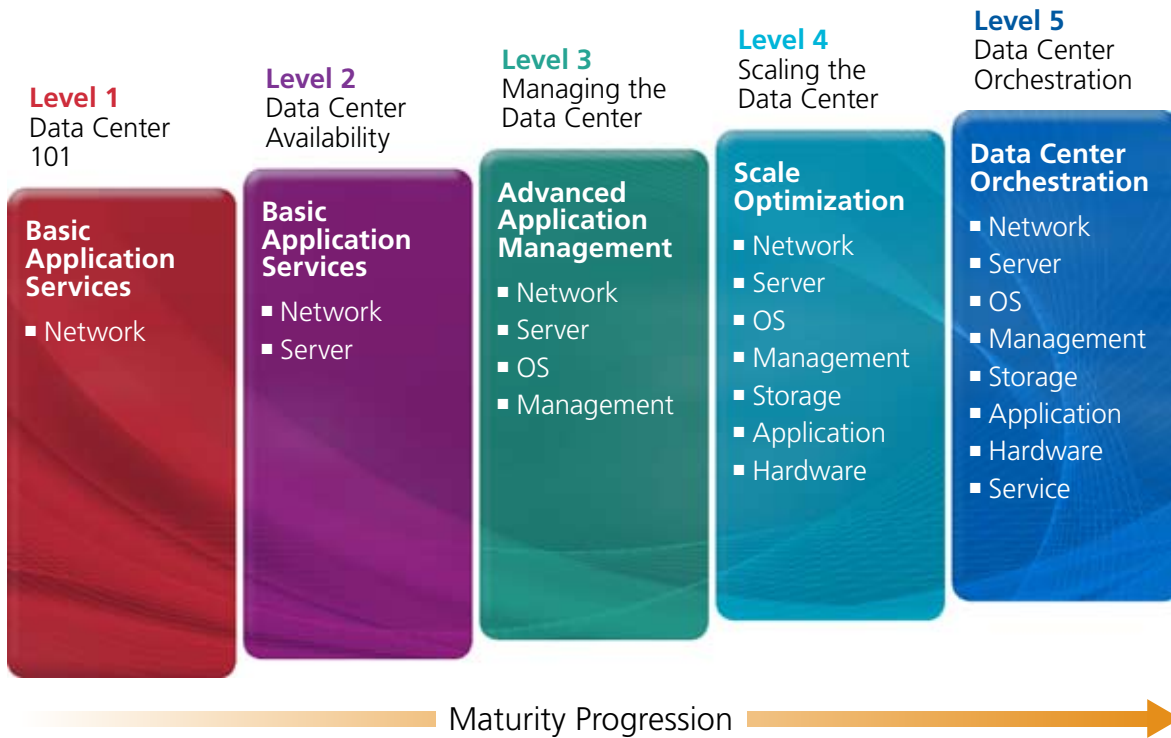 Level 1
Data Center
101
Basic
Application
Services
▪ Network
Level 2
Data Center
Availability
Basic
Application
Services
▪ Network
▪ Server
Level 3
Managing the
Data Center
Advanced
Application
Management
▪ Network
▪ Server
▪ OS
▪ Management
Level 4
Scaling the
Data Center
Scale
Optimization
▪ Network
▪ Server
▪ OS
▪ Management
▪ Storage
▪ Application
▪ Hardware
Level 5
Data Center
Orchestration
Data Center
Orchestration
▪ Network
▪ Server
▪ OS
▪ Management
▪ Storage
▪ Application
▪ Hardware
▪ Service
Maturity Progression